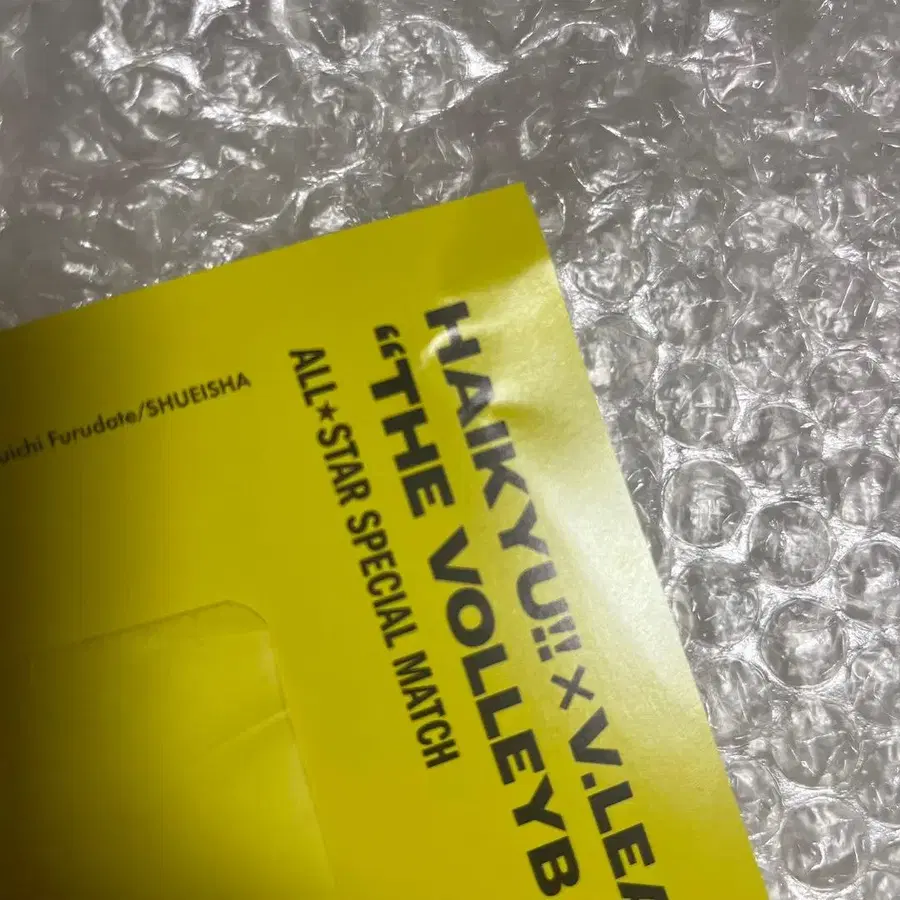 HAIKYU!! × V.LEA
“THE VOLLEYB
ALL★STAR SPECIAL MATCH
uichi Furudate/SHUEISHA